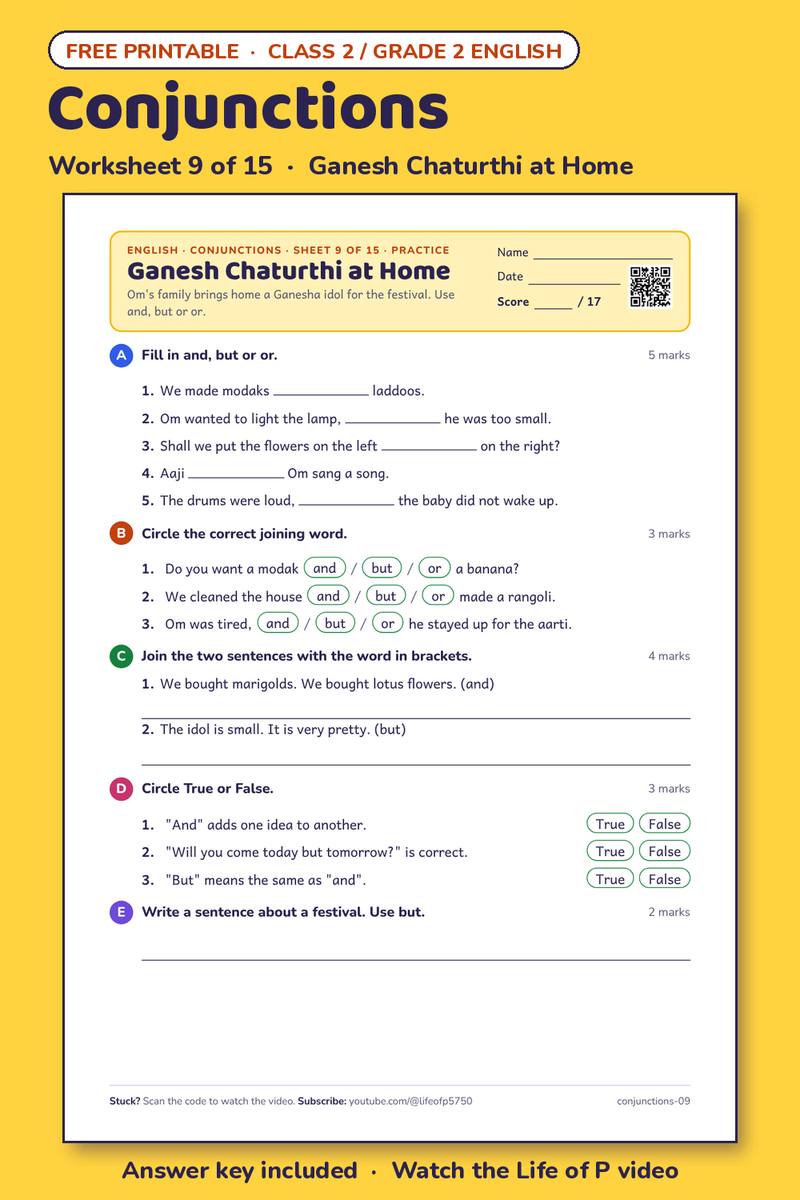 FREE PRINTABLE · CLASS 2 / GRADE 2 ENGLISH
Conjunctions
Worksheet 9 of 15 · Ganesh Chaturthi at Home
ENGLISH · CONJUNCTIONS · SHEET 9 OF 15 · PRACTICE
Ganesh Chaturthi at Home
Om's family brings home a Ganesha idol for the festival. Use
and, but or or.
Name ____________
Date ____________
Score ______ / 17
A Fill in and, but or or. 5 marks
1. We made modaks ____________ laddoos.
2. Om wanted to light the lamp, ____________ he was too small.
3. Shall we put the flowers on the left ____________ on the right?
4. Aaji ____________ Om sang a song.
5. The drums were loud, ____________ the baby did not wake up.
B Circle the correct joining word. 3 marks
1. Do you want a modak and / but / or a banana?
2. We cleaned the house and / but / or made a rangoli.
3. Om was tired, and / but / or he stayed up for the aarti.
C Join the two sentences with the word in brackets. 4 marks
1. We bought marigolds. We bought lotus flowers. (and)
2. The idol is small. It is very pretty. (but)
D Circle True or False. 3 marks
1. "And" adds one idea to another. True False
2. "Will you come today but tomorrow?" is correct. True False
3. "But" means the same as "and". True False
E Write a sentence about a festival. Use but. 2 marks
Stuck? Scan the code to watch the video. Subscribe: youtube.com/@lifeofp5750 conjunctions-09
Answer key included · Watch the Life of P video